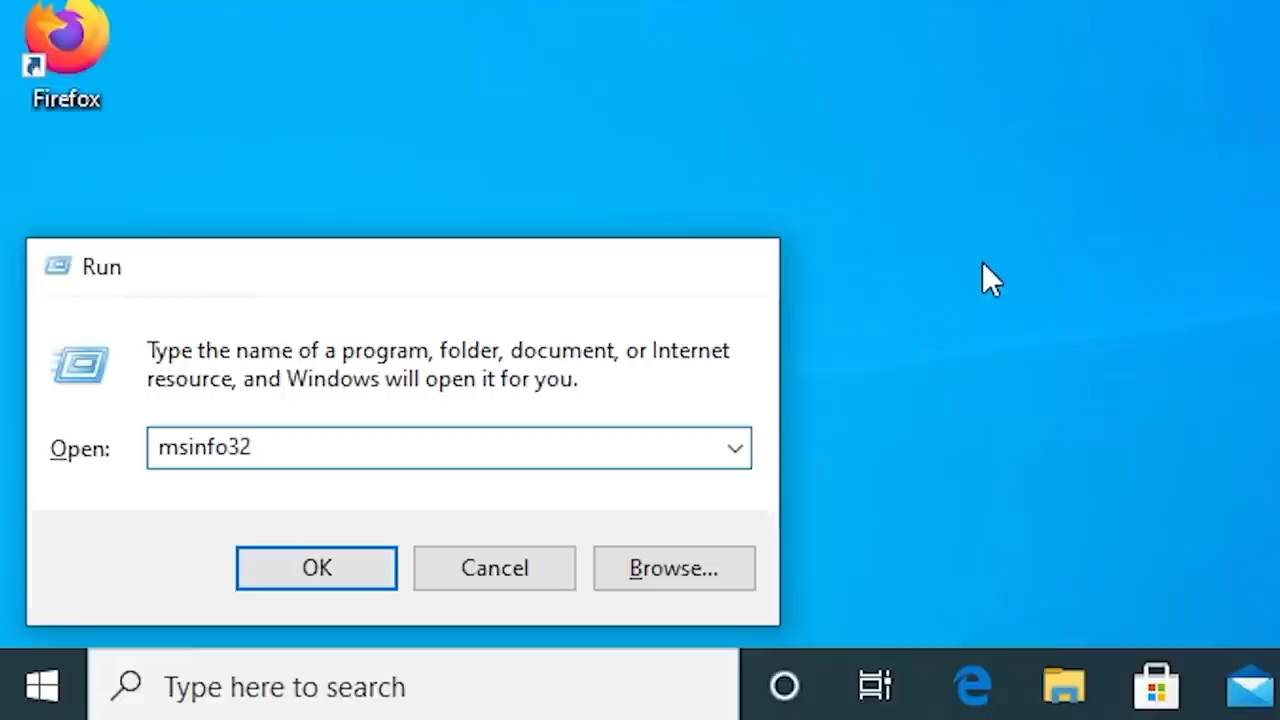 Firefox
Run
Type the name of a program, folder, document, or Internet
resource, and Windows will open it for you.
Open:
msinfo32
OK
Cancel
Browse...
Type here to search